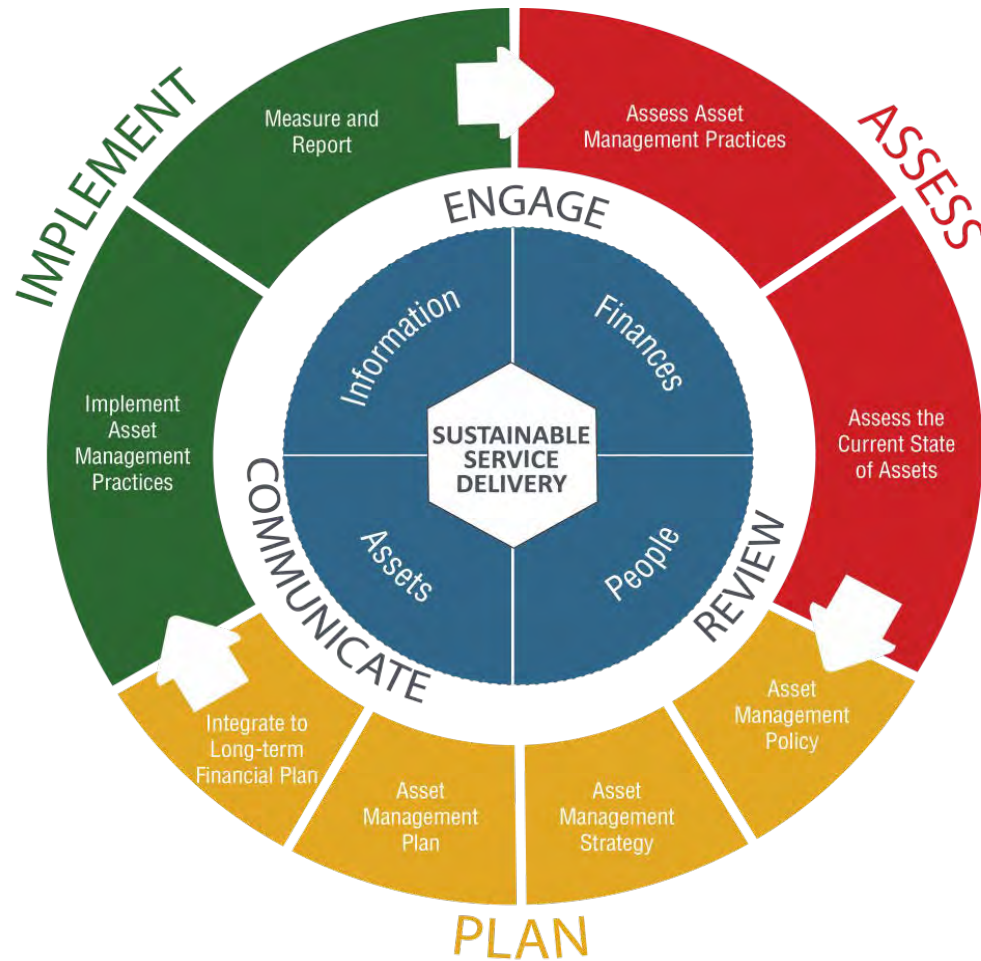 IMPLEMENT
Measure and
Report
Assess Asset
Management Practices
ASSESS
ENGAGE
Information
Finances
Implement
Asset
Management
Practices
SUSTAINABLE
SERVICE
DELIVERY
Assess the
Current State
of Assets
COMMUNICATE
Assets
People
REVIEW
Integrate to
Long-term
Financial Plan
Asset
Management
Plan
Asset
Management
Strategy
Asset
Management
Policy
PLAN